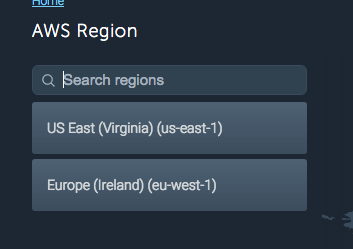 Home
AWS Region
Search regions
US East (Virginia) (us-east-1)
Europe (Ireland) (eu-west-1)